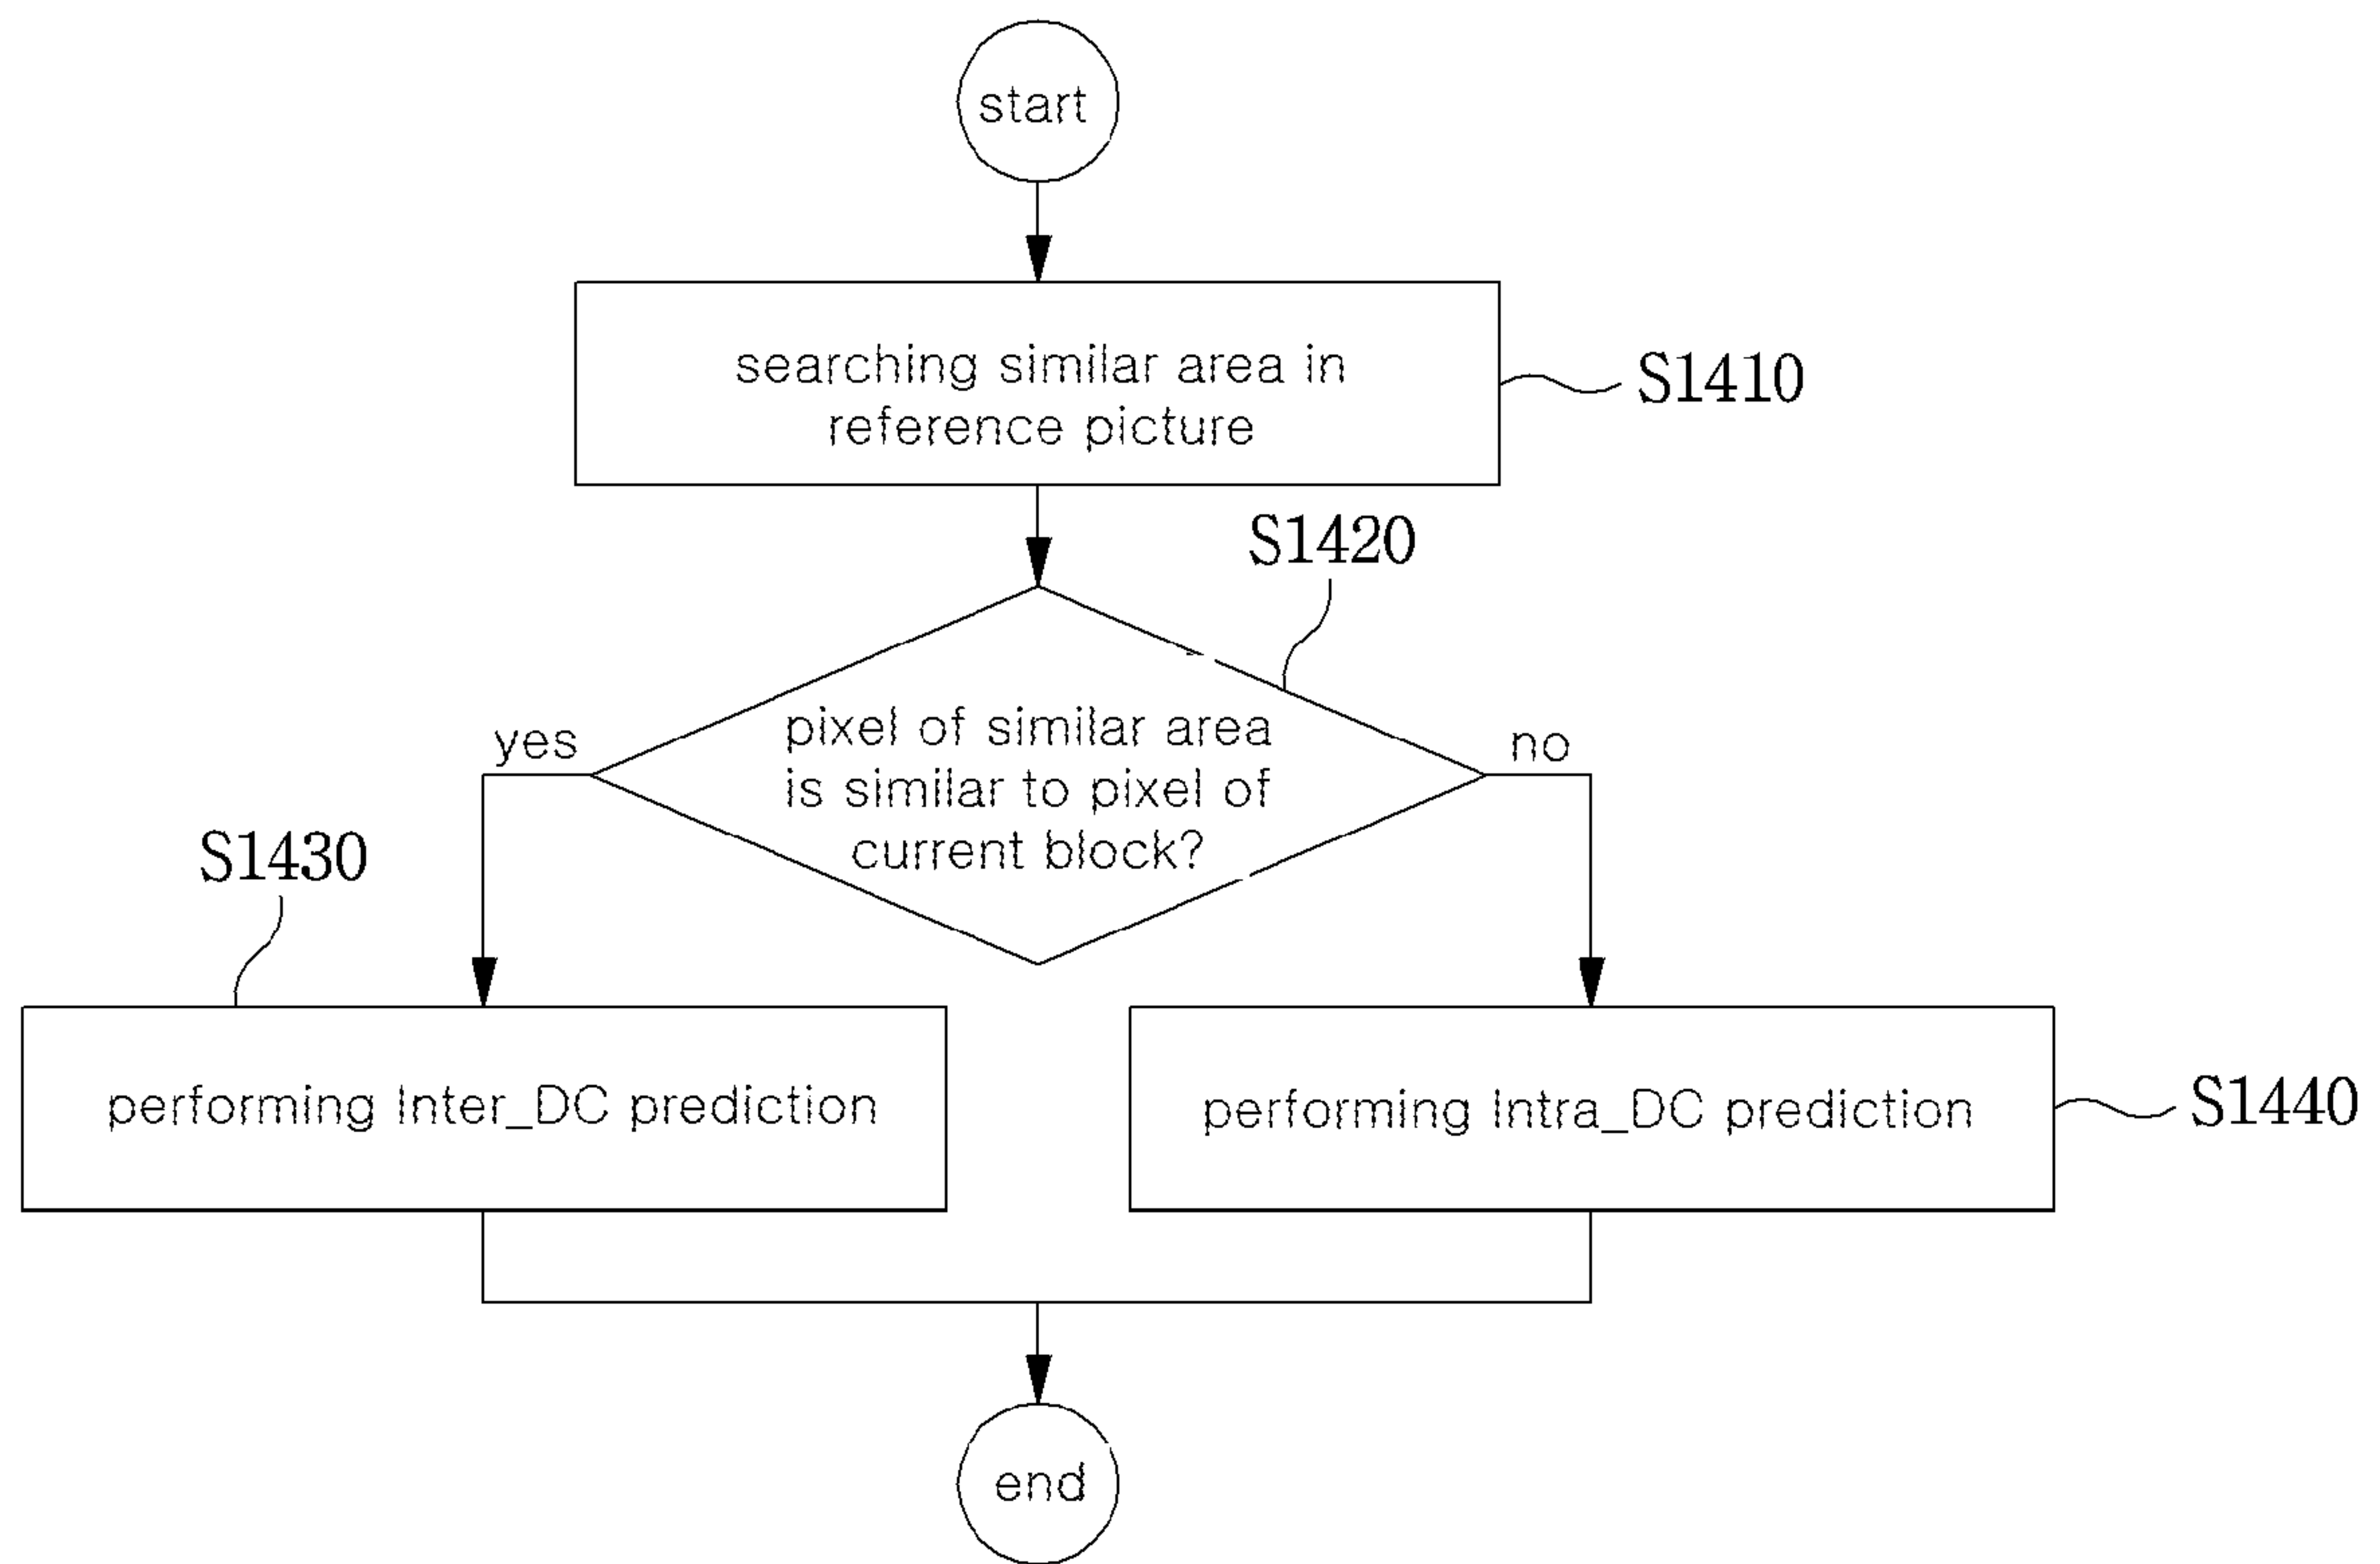 start
searching similar area in
reference picture
S1410
S1420
pixel of similar area
is similar to pixel of
current block?
yes
no
S1430
performing Inter_DC prediction
performing Intra_DC prediction
S1440
end